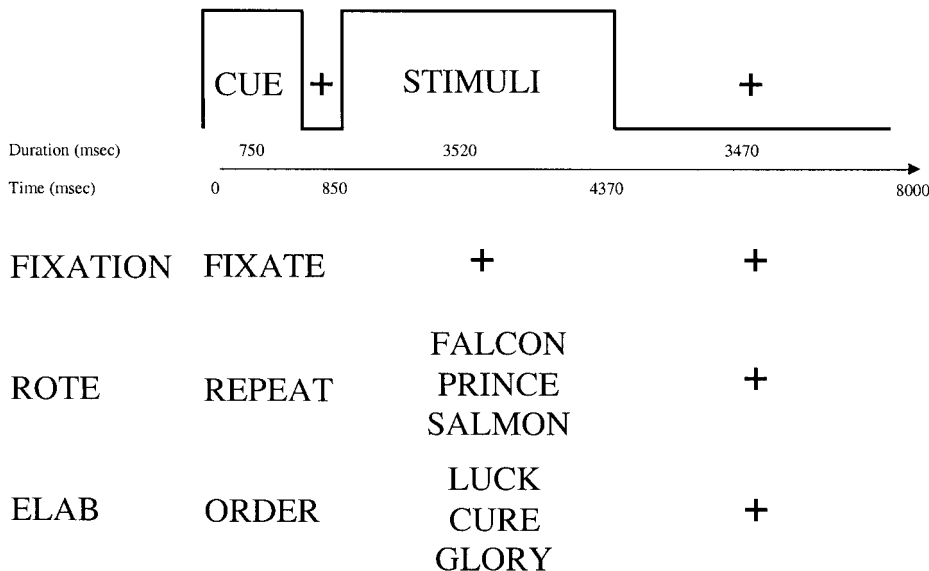 CUE + STIMULI +
Duration (msec) 750 3520 3470
Time (msec) 0 850 4370 8000
FIXATION FIXATE + +
FALCON
ROTE REPEAT PRINCE +
SALMON
LUCK
ELAB ORDER CURE +
GLORY